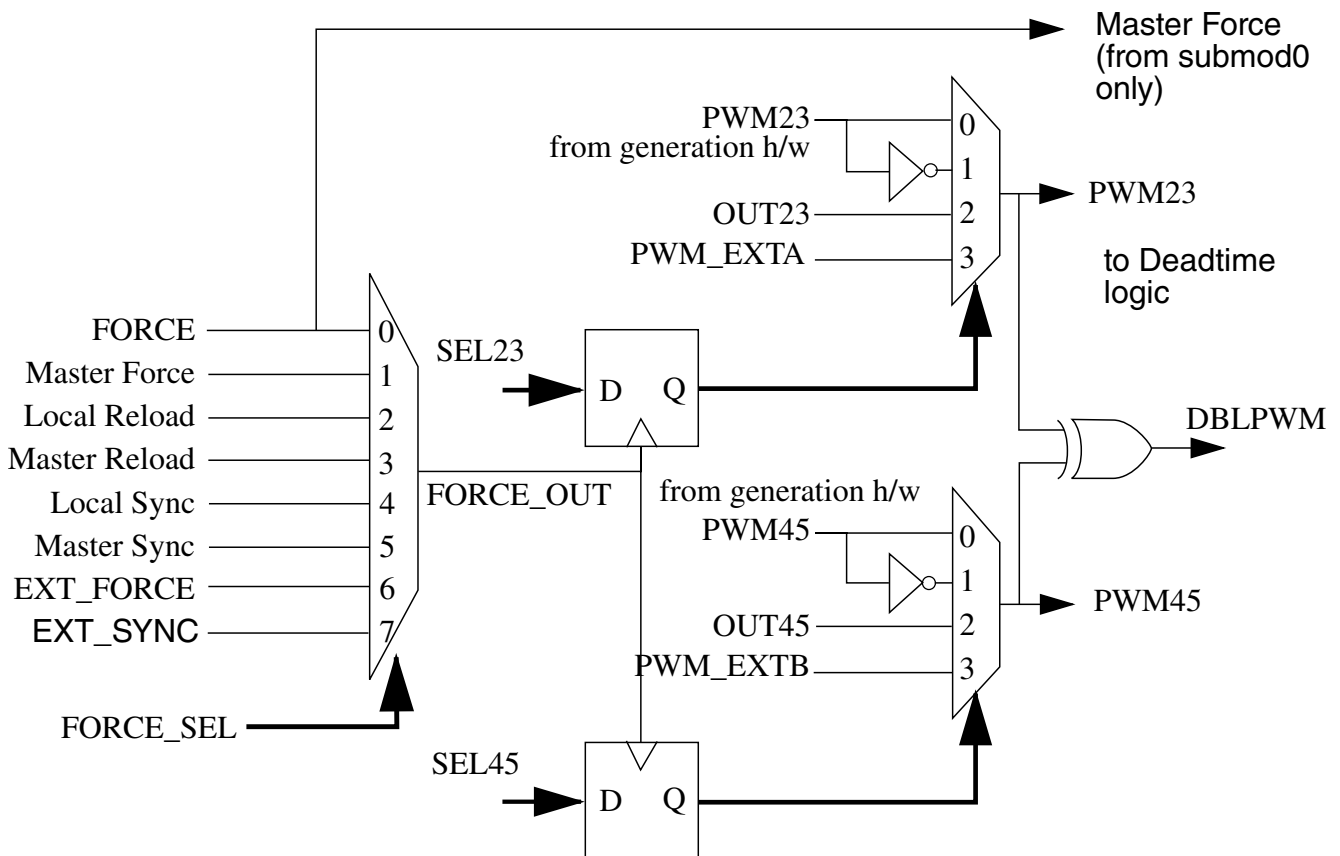 Master Force
(from submod0
only)
PWM23
from generation h/w
OUT23
PWM_EXTA
0
1
2
3
PWM23
to Deadtime
logic
FORCE
Master Force
Local Reload
Master Reload
Local Sync
Master Sync
EXT_FORCE
EXT_SYNC
0
1
2
3
4
5
6
7
FORCE_SEL
FORCE_OUT
SEL23
D Q
DBLPWM
from generation h/w
PWM45
OUT45
PWM_EXTB
0
1
2
3
PWM45
SEL45
D Q